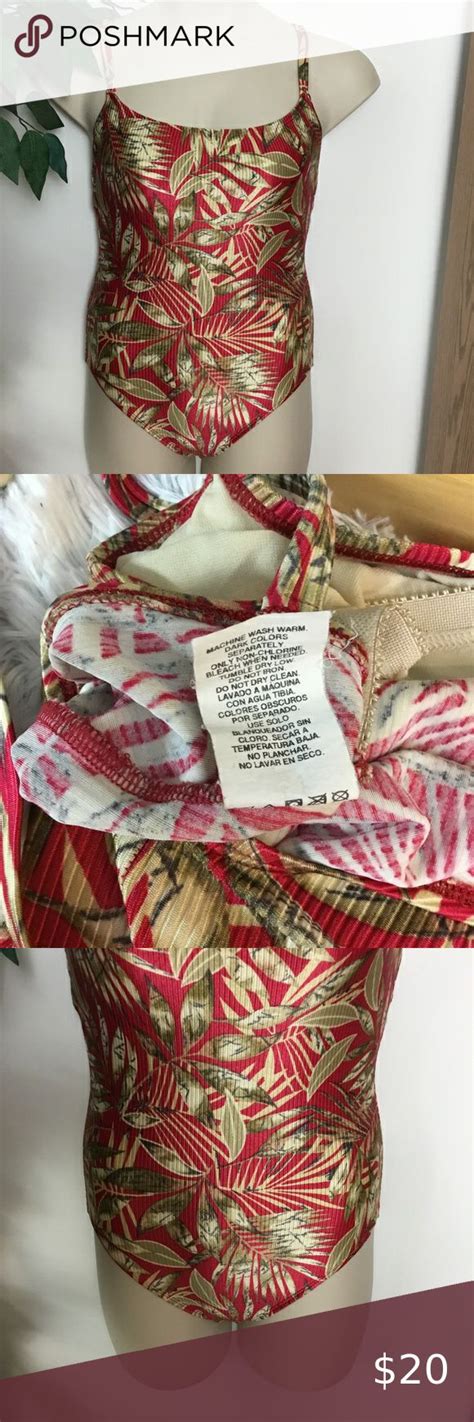 POSHMARK
MACHINE WASH WARM.
DARK COLORS
SEPARATELY
ONLY NON-CHLORINE,
BLEACH WHEN NEEDED.
TUMBLE DRY LOW.
DO NOT IRON
DO NOT DRY CLEAN.
LAVADO A MAQUINA
CON AGUA TIBIA.
COLORES OBSCUROS
POR SEPARADO.
USE SOLO
BLANQUEADOR SIN
CLORO. SECAR A
TEMPERATURA BAJA.
NO PLANCHAR.
NO LAVAR EN SECO.
$20